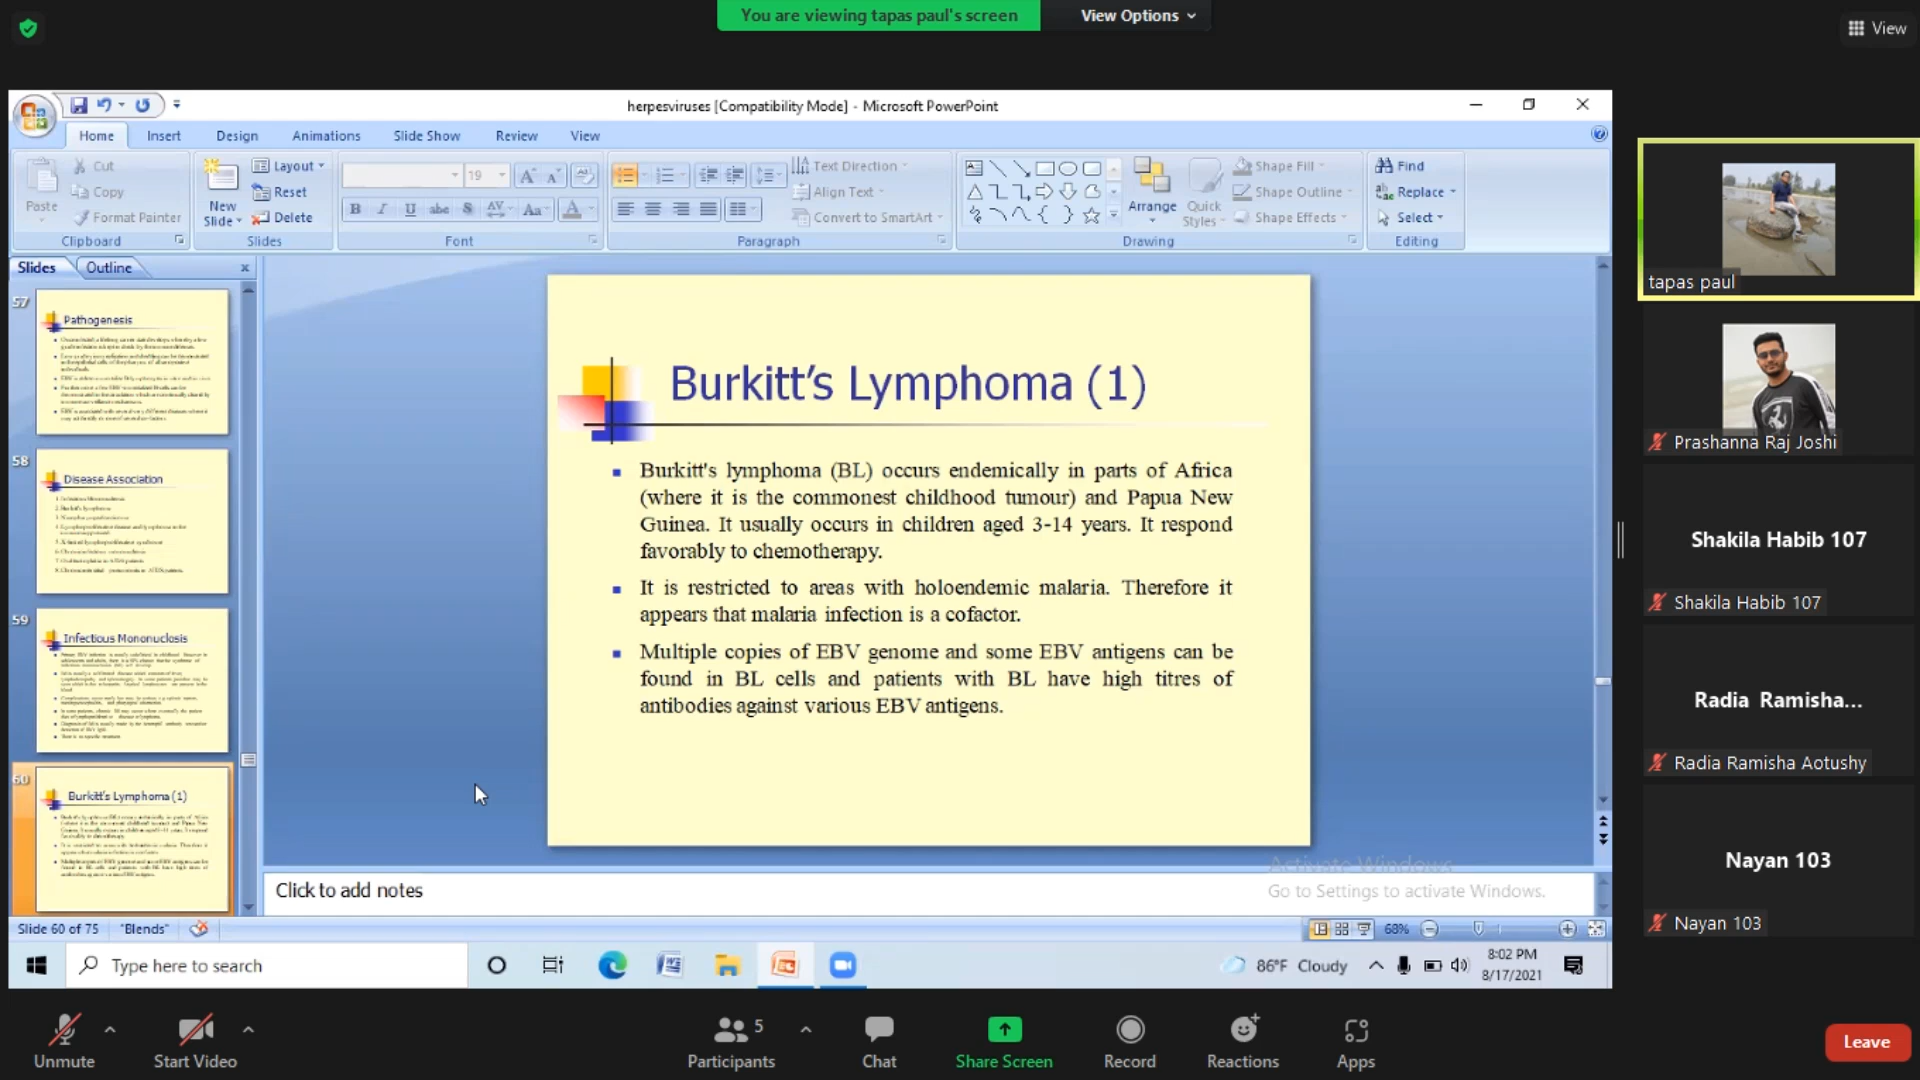 You are viewing tapas paul's screen
View Options
View
herpesviruses [Compatibility Mode] - Microsoft PowerPoint
Home
Insert
Design
Animations
Slide Show
Review
View
Paste
Cut
Copy
Format Painter
Clipboard
New
Slide
Layout
Reset
Delete
Slides
19
Font
Text Direction
Align Text
Convert to SmartArt
Paragraph
Arrange
Quick
Styles
Shape Fill
Shape Outline
Shape Effects
Drawing
Find
Replace
Select
Editing
Slides
Outline
57
Pathogenesis
58
Disease Association
59
Infectious Mononuclosis
60
Burkitt's Lymphoma (1)
Burkitt's Lymphoma (1)
Burkitt's lymphoma (BL) occurs endemically in parts of Africa
(where it is the commonest childhood tumour) and Papua New
Guinea. It usually occurs in children aged 3-14 years. It respond
favorably to chemotherapy.
It is restricted to areas with holoendemic malaria. Therefore it
appears that malaria infection is a cofactor.
Multiple copies of EBV genome and some EBV antigens can be
found in BL cells and patients with BL have high titres of
antibodies against various EBV antigens.
Click to add notes
Activate Windows
Go to Settings to activate Windows.
Slide 60 of 75
"Blends"
68%
Type here to search
86°F Cloudy
8:02 PM
8/17/2021
tapas paul
Prashanna Raj Joshi
Shakila Habib 107
Shakila Habib 107
Radia Ramisha...
Radia Ramisha Aotushy
Nayan 103
Nayan 103
Unmute
Start Video
5
Participants
Chat
Share Screen
Record
Reactions
Apps
Leave